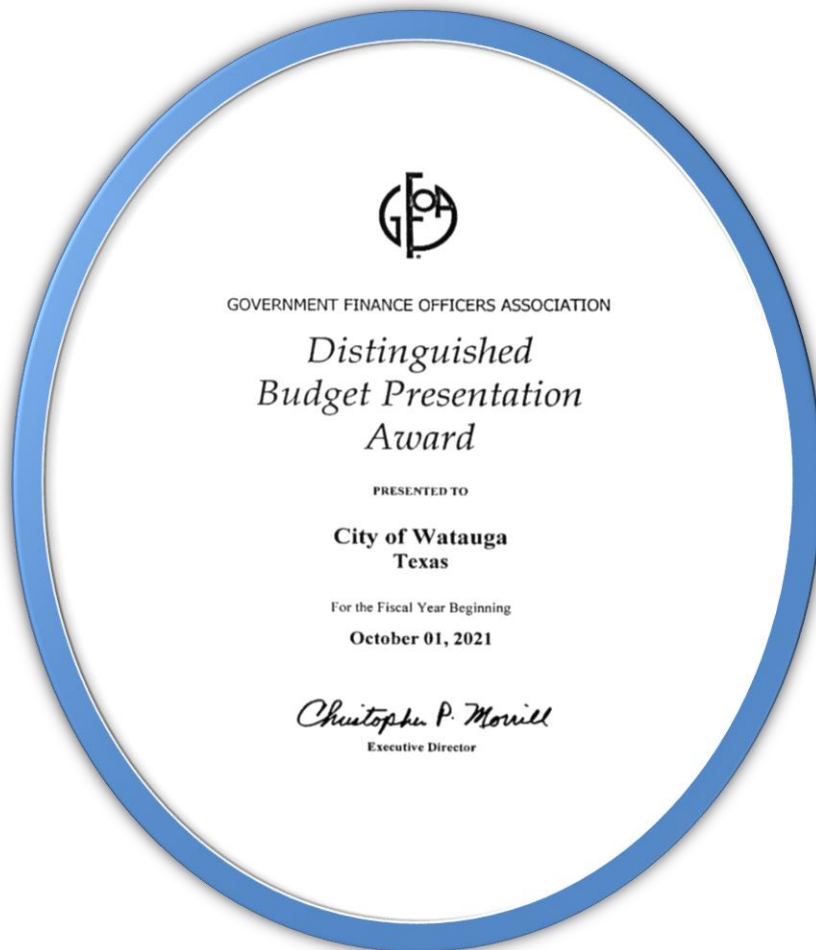 GFOA
GOVERNMENT FINANCE OFFICERS ASSOCIATION
Distinguished
Budget Presentation
Award
PRESENTED TO
City of Watauga
Texas
For the Fiscal Year Beginning
October 01, 2021
Christopher P. Morrill
Executive Director